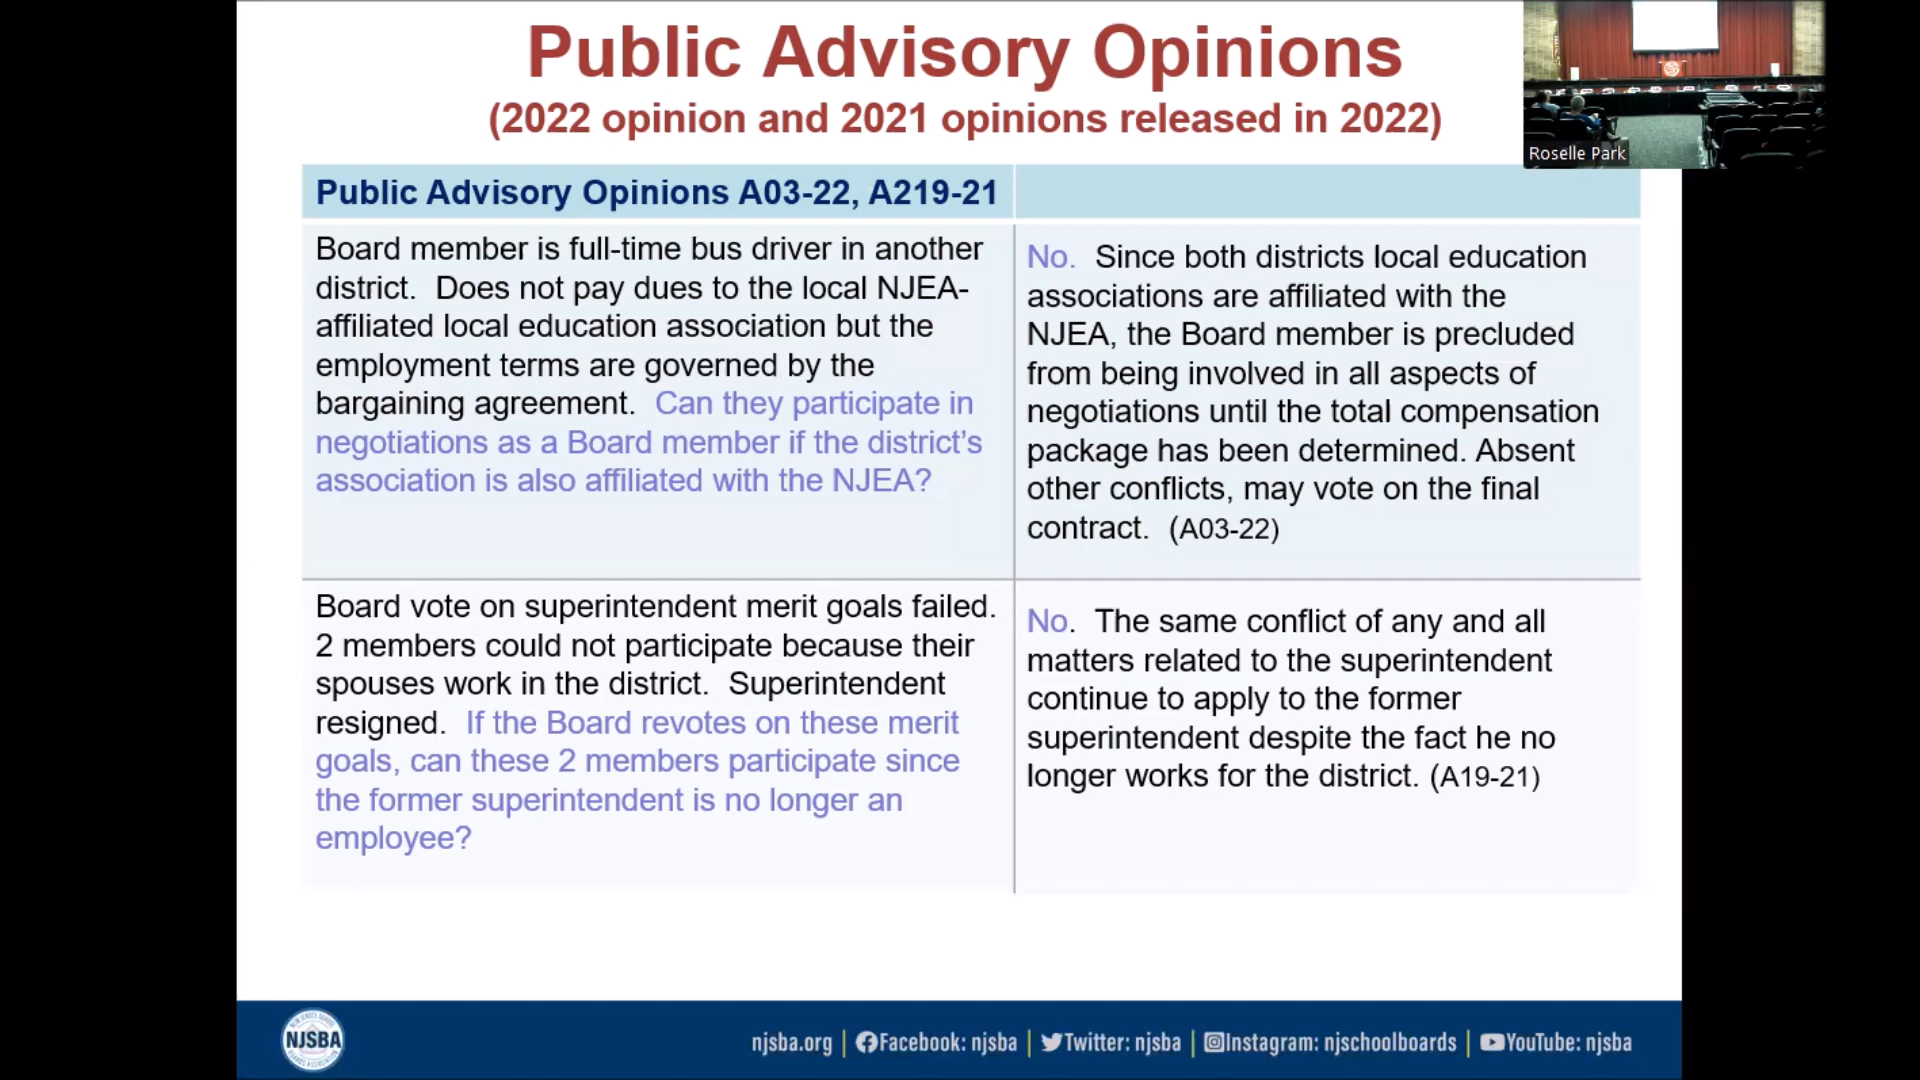 Public Advisory Opinions
(2022 opinion and 2021 opinions released in 2022)
Roselle Park
Public Advisory Opinions A03-22, A219-21
Board member is full-time bus driver in another
district. Does not pay dues to the local NJEA-
affiliated local education association but the
employment terms are governed by the
bargaining agreement. Can they participate in
negotiations as a Board member if the district's
association is also affiliated with the NJEA?
No. Since both districts local education
associations are affiliated with the
NJEA, the Board member is precluded
from being involved in all aspects of
negotiations until the total compensation
package has been determined. Absent
other conflicts, may vote on the final
contract. (A03-22)
Board vote on superintendent merit goals failed.
2 members could not participate because their
spouses work in the district. Superintendent
resigned. If the Board revotes on these merit
goals, can these 2 members participate since
the former superintendent is no longer an
employee?
No. The same conflict of any and all
matters related to the superintendent
continue to apply to the former
superintendent despite the fact he no
longer works for the district. (A19-21)
NJSBA
njsba.org | Facebook: njsba | Twitter: njsba | Instagram: njschoolboards | YouTube: njsba